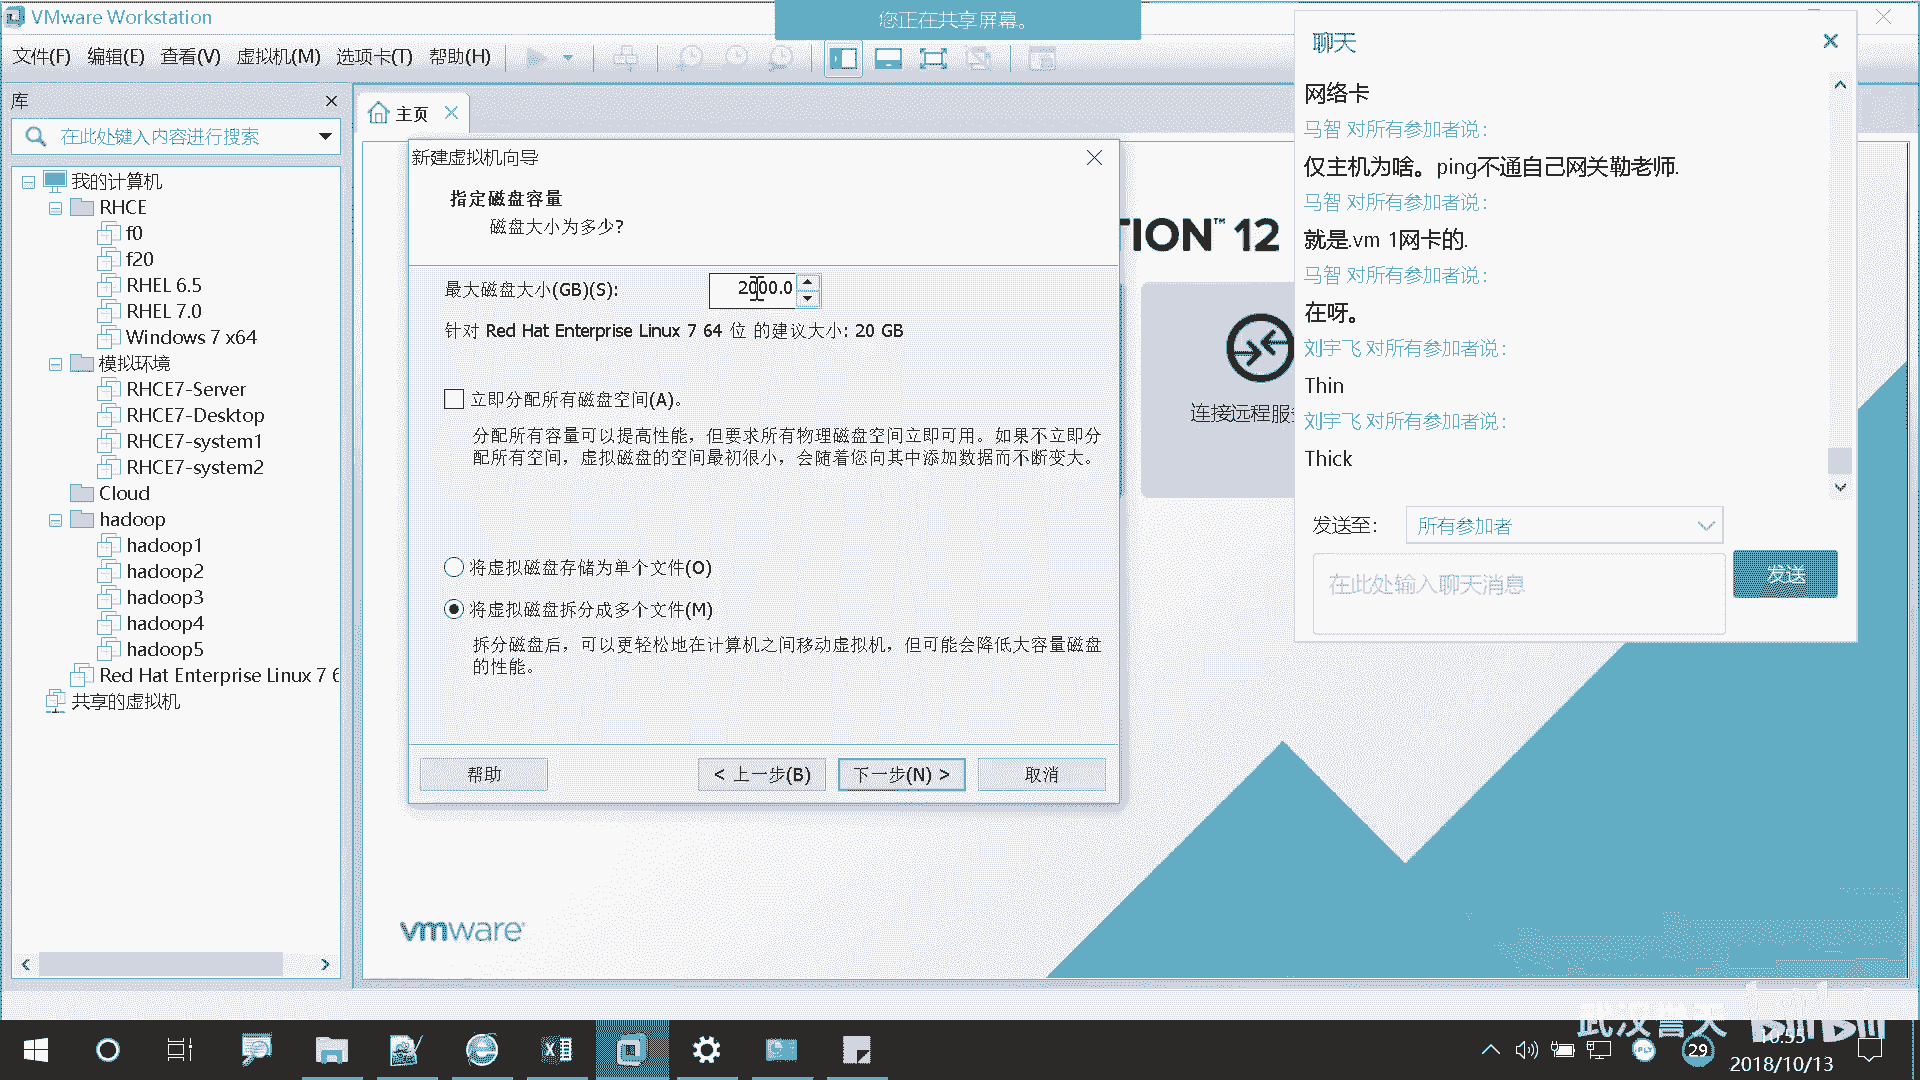 VMware Workstation
您正在共享屏幕。
文件(F) 编辑(E) 查看(V) 虚拟机(M) 选项卡(T) 帮助(H)
库
在此处键入内容进行搜索
我的计算机
RHCE
f0
f20
RHEL 6.5
RHEL 7.0
Windows 7 x64
模拟环境
RHCE7-Server
RHCE7-Desktop
RHCE7-system1
RHCE7-system2
Cloud
hadoop
hadoop1
hadoop2
hadoop3
hadoop4
hadoop5
Red Hat Enterprise Linux 7 6
共享的虚拟机
主页
TION™ 12
连接远程服务
新建虚拟机向导
指定磁盘容量
磁盘大小为多少?
最大磁盘大小(GB)(S):
2000.0
针对 Red Hat Enterprise Linux 7 64 位 的建议大小: 20 GB
立即分配所有磁盘空间(A)。
分配所有容量可以提高性能，但要求所有物理磁盘空间立即可用。如果不立即分
配所有空间，虚拟磁盘的空间最初很小，会随着您向其中添加数据而不断变大。
将虚拟磁盘存储为单个文件(O)
将虚拟磁盘拆分成多个文件(M)
拆分磁盘后，可以更轻松地在计算机之间移动虚拟机，但可能会降低大容量磁盘
的性能。
帮助
< 上一步(B)
下一步(N) >
取消
vmware
聊天
网络卡
马智 对所有参加者说:
仅主机为啥。ping不通自己网关勒老师.
马智 对所有参加者说:
就是.vm 1网卡的.
马智 对所有参加者说:
在呀。
刘宇飞 对所有参加者说:
Thin
刘宇飞 对所有参加者说:
Thick
发送至:
所有参加者
在此处输入聊天消息
发送
武汉誉天
bilibili
29
16:55
2018/10/13